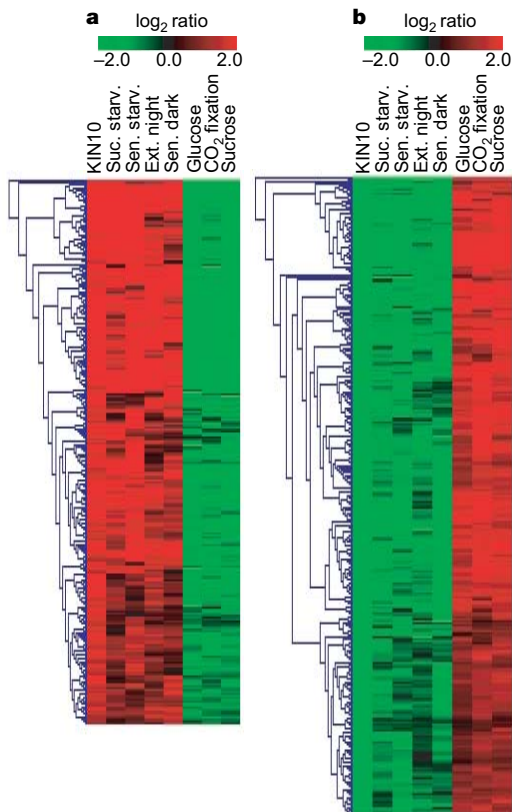 a
log2 ratio
–2.0 0.0 2.0
KIN10
Suc. starv.
Sen. starv.
Ext. night
Sen. dark
Glucose
CO2 fixation
Sucrose
b
log2 ratio
–2.0 0.0 2.0
KIN10
Suc. starv.
Sen. starv.
Ext. night
Sen. dark
Glucose
CO2 fixation
Sucrose